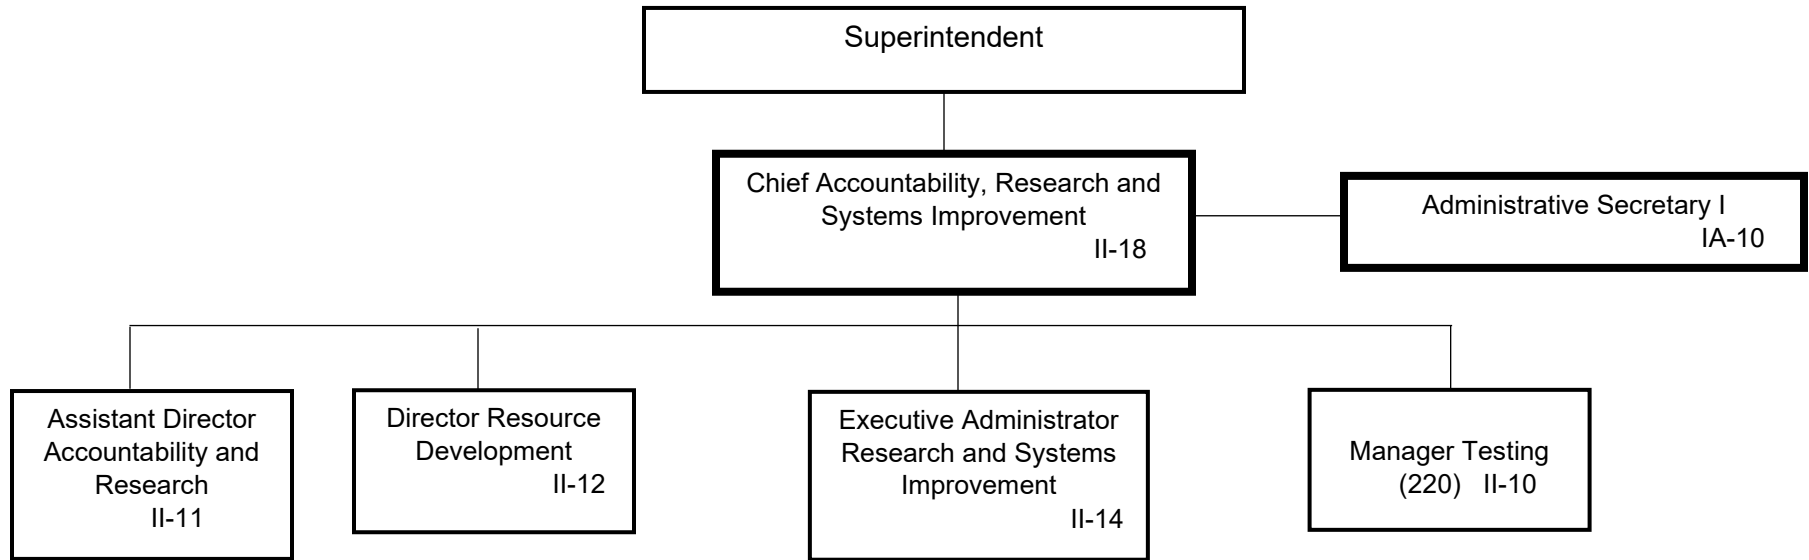 Superintendent
Chief Accountability, Research and
Systems Improvement
II-18
Administrative Secretary I
IA-10
Assistant Director
Accountability and
Research
II-11
Director Resource
Development
II-12
Executive Administrator
Research and Systems
Improvement
II-14
Manager Testing
(220) II-10